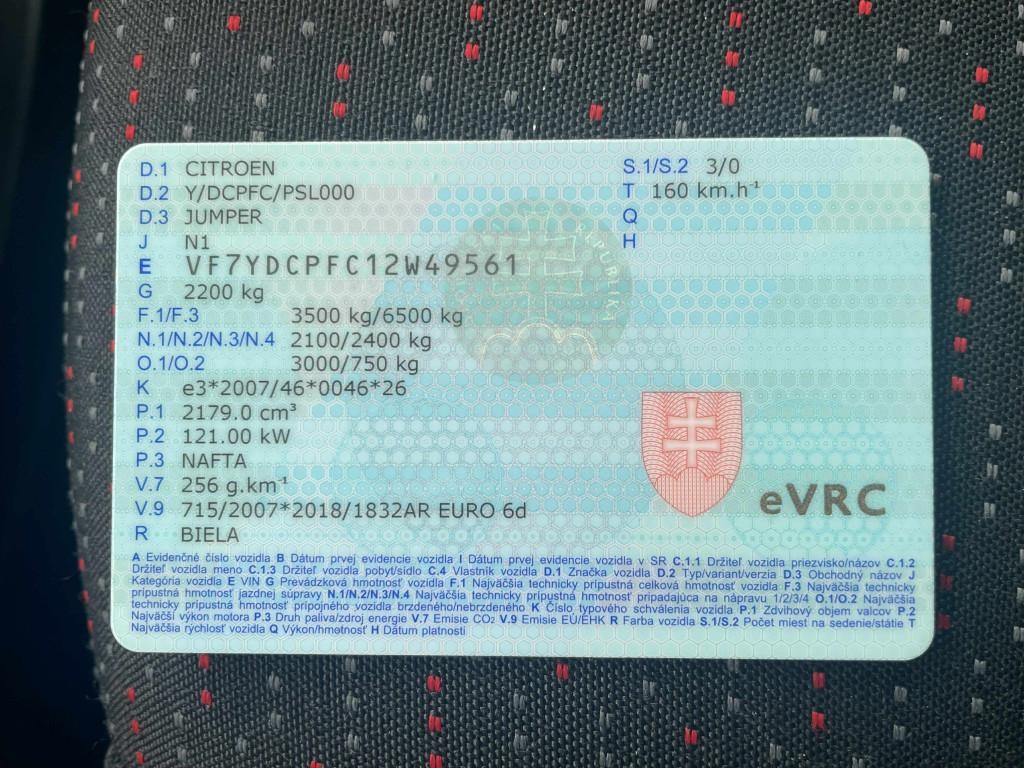 D.1 CITROEN
D.2 Y/DCPFC/PSL000
D.3 JUMPER
J N1
E VF7YDCPFC12W49561
G 2200 kg
F.1/F.3 3500 kg/6500 kg
N.1/N.2/N.3/N.4 2100/2400 kg
O.1/O.2 3000/750 kg
K e3*2007/46*0046*26
P.1 2179.0 cm³
P.2 121.00 kW
P.3 NAFTA
V.7 256 g.km⁻¹
V.9 715/2007*2018/1832AR EURO 6d
R BIELA
S.1/S.2 3/0
T 160 km.h⁻¹
Q
H
REPUBLIKA
eVRC
A Evidenčné číslo vozidla B Dátum prvej evidencie vozidla I Dátum prvej evidencie vozidla v SR C.1.1 Držiteľ vozidla priezvisko/názov C.1.2
Držiteľ vozidla meno C.1.3 Držiteľ vozidla pobyt/sídlo C.4 Vlastník vozidla D.1 Značka vozidla D.2 Typ/variant/verzia D.3 Obchodný názov J
Kategória vozidla E VIN G Prevádzková hmotnosť vozidla F.1 Najväčšia technicky prípustná celková hmotnosť vozidla F.3 Najväčšia technicky
prípustná hmotnosť jazdnej súpravy N.1/N.2/N.3/N.4 Najväčšia technicky prípustná hmotnosť pripadajúca na nápravu 1/2/3/4 O.1/O.2 Najväčšia
technicky prípustná hmotnosť prípojného vozidla brzdeného/nebrzdeného K Číslo typového schválenia vozidla P.1 Zdvihový objem valcov P.2
Najväčší výkon motora P.3 Druh paliva/zdroj energie V.7 Emisie CO₂ V.9 Emisie EÚ/EHK R Farba vozidla S.1/S.2 Počet miest na sedenie/státie T
Najväčšia rýchlosť vozidla Q Výkon/hmotnosť H Dátum platnosti